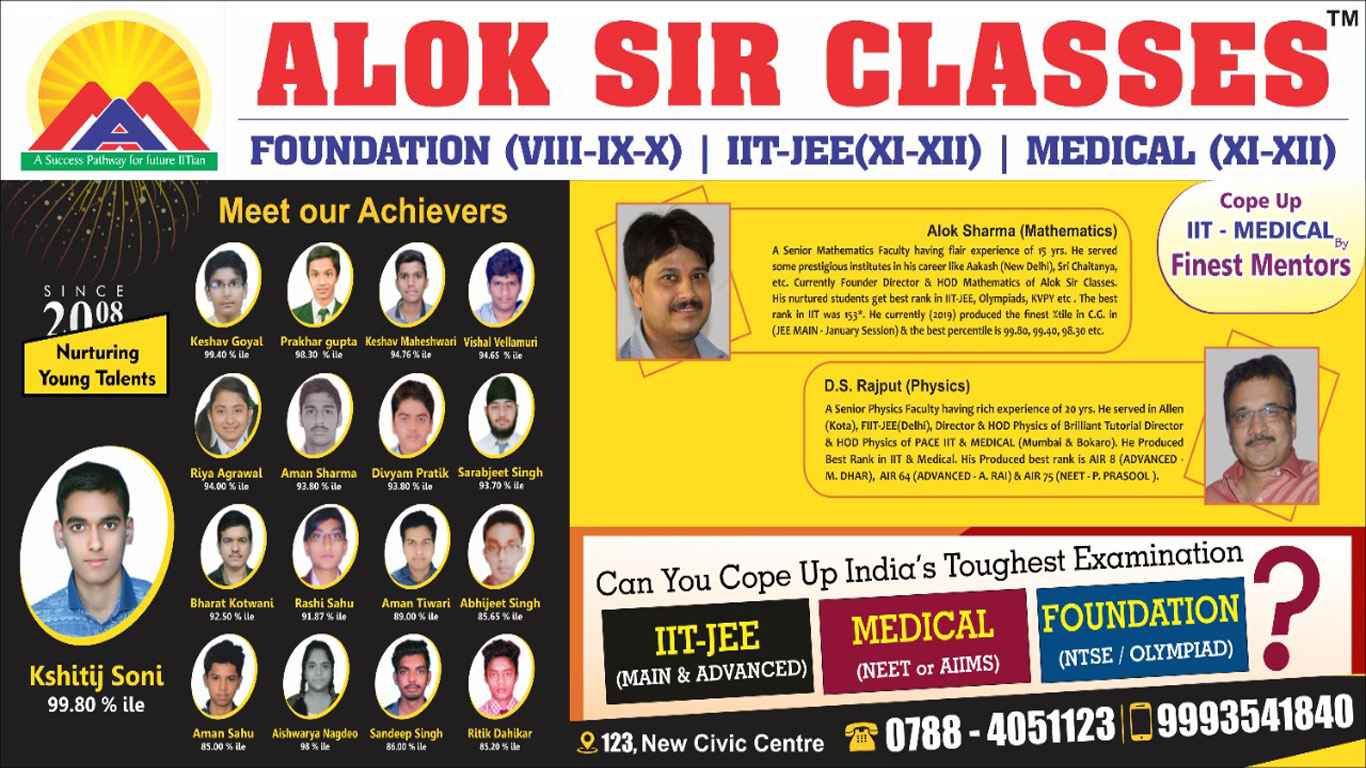 ALOK SIR CLASSES TM
A Success Pathway for future IITian
FOUNDATION (VIII-IX-X) | IIT-JEE(XI-XII) | MEDICAL (XI-XII)
SINCE
2008
Nurturing
Young Talents
Kshitij Soni
99.80 % ile
Meet our Achievers
Keshav Goyal
99.40 % ile
Prakhar gupta
98.30 % ile
Keshav Maheshwari
94.76 % ile
Vishal Vellamuri
94.65 % ile
Riya Agrawal
94.00 % ile
Aman Sharma
93.80 % ile
Divyam Pratik
93.80 % ile
Sarabjeet Singh
93.70 % ile
Bharat Kotwani
92.50 % ile
Rashi Sahu
91.87 % ile
Aman Tiwari
89.00 % ile
Abhijeet Singh
85.65 % ile
Aman Sahu
85.00 % ile
Aishwarya Nagdeo
98 % ile
Sandeep Singh
86.00 % ile
Ritik Dahikar
85.20 % ile
Alok Sharma (Mathematics)
A Senior Mathematics Faculty having flair experience of 15 yrs. He served
some prestigious institutes in his career like Aakash (New Delhi), Sri Chaitanya,
etc. Currently Founder Director & HOD Mathematics of Alok Sir Classes.
His nurtured students get best rank in IIT-JEE, Olympiads, KVPY etc . The best
rank in IIT was 153*. He currently (2019) produced the finest %tile in C.G. in
(JEE MAIN - January Session) & the best percentile is 99.80, 99.40, 98.30 etc.
Cope Up
IIT - MEDICAL By
Finest Mentors
D.S. Rajput (Physics)
A Senior Physics Faculty having rich experience of 20 yrs. He served in Allen
(Kota), FIIT-JEE(Delhi), Director & HOD Physics of Brilliant Tutorial Director
& HOD Physics of PACE IIT & MEDICAL (Mumbai & Bokaro). He Produced
Best Rank in IIT & Medical. His Produced best rank is AIR 8 (ADVANCED -
M. DHAR), AIR 64 (ADVANCED - A. RAI) & AIR 75 (NEET - P. PRASOOL ).
Can You Cope Up India's Toughest Examination ?
IIT-JEE
(MAIN & ADVANCED)
MEDICAL
(NEET or AIIMS)
FOUNDATION
(NTSE / OLYMPIAD)
123, New Civic Centre 0788 - 4051123 | 9993541840